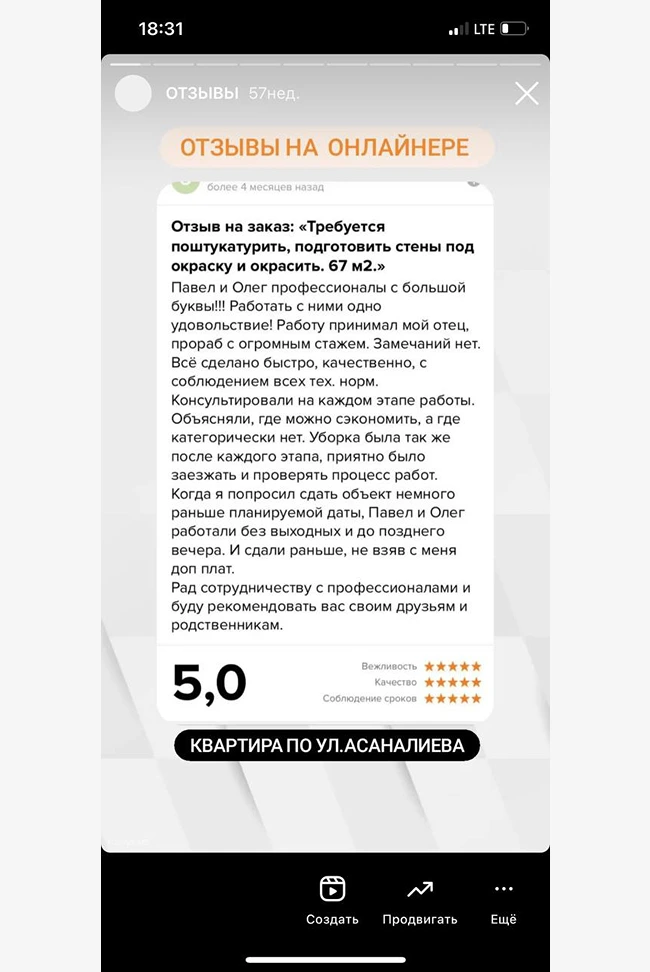 18:31
LTE
ОТЗЫВЫ 57нед.
ОТЗЫВЫ НА ОНЛАЙНЕРЕ
более 4 месяцев назад
Отзыв на заказ: «Требуется
поштукатурить, подготовить стены под
окраску и окрасить. 67 м2.»
Павел и Олег профессионалы с большой
буквы!!! Работать с ними одно
удовольствие! Работу принимал мой отец,
прораб с огромным стажем. Замечаний нет.
Всё сделано быстро, качественно, с
соблюдением всех тех. норм.
Консультировали на каждом этапе работы.
Объясняли, где можно сэкономить, а где
категорически нет. Уборка была так же
после каждого этапа, приятно было
заезжать и проверять процесс работ.
Когда я попросил сдать объект немного
раньше планируемой даты, Павел и Олег
работали без выходных и до позднего
вечера. И сдали раньше, не взяв с меня
доп плат.
Рад сотрудничеству с профессионалами и
буду рекомендовать вас своим друзьям и
родственникам.
5,0
Вежливость
Качество
Соблюдение сроков
КВАРТИРА ПО УЛ.АСАНАЛИЕВА
Создать
Продвигать
Ещё